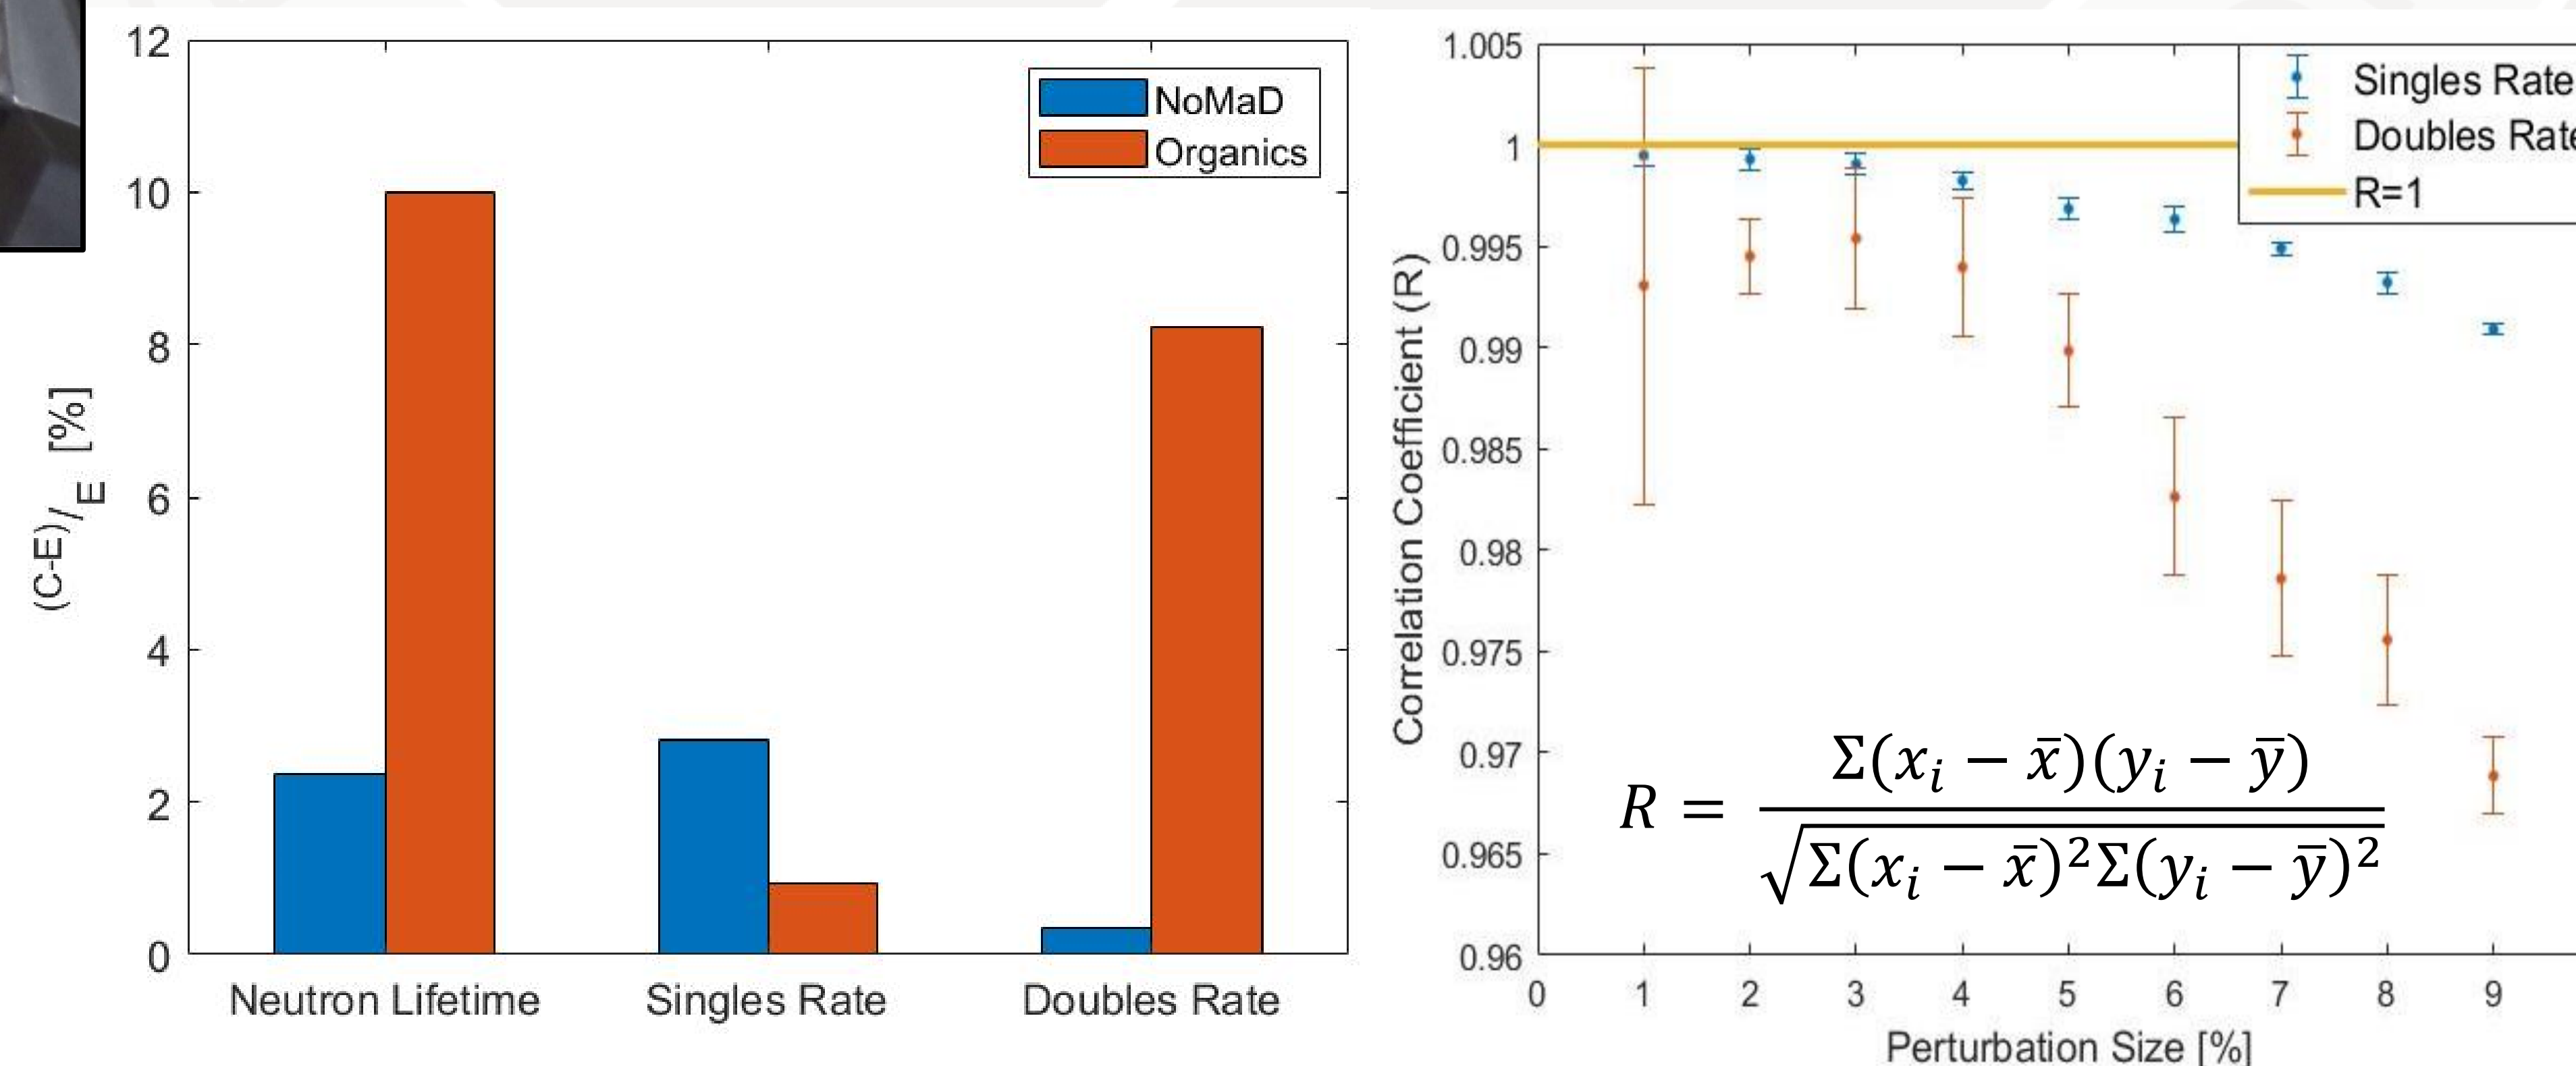 12
10
8
6
4
2
0
(C-E)/E [%]
NoMaD
Organics
Neutron Lifetime
Singles Rate
Doubles Rate
1.005
1
0.995
0.99
0.985
0.98
0.975
0.97
0.965
0.96
Correlation Coefficient (R)
Singles Rate
Doubles Rate
R=1
R = Σ(xᵢ − x̄)(yᵢ − ȳ) / √Σ(xᵢ − x̄)²Σ(yᵢ − ȳ)²
0 1 2 3 4 5 6 7 8 9
Perturbation Size [%]